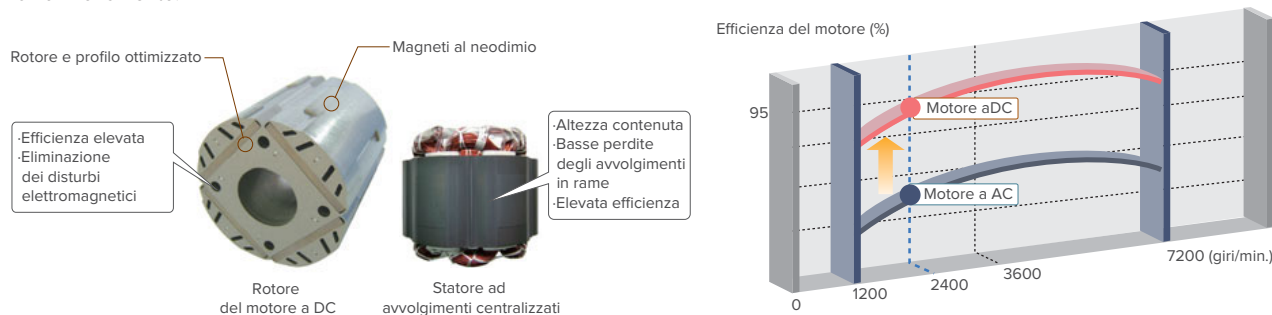 Rotore e profilo ottimizzato
Magneti al neodimio
·Efficienza elevata
·Eliminazione
dei disturbi
elettromagnetici
·Altezza contenuta
·Basse perdite
degli avvolgimenti
in rame
·Elevata efficienza
Rotore
del motore a DC
Statore ad
avvolgimenti centralizzati
Efficienza del motore (%)
95
Motore aDC
Motore a AC
0
1200
2400
3600
7200 (giri/min.)